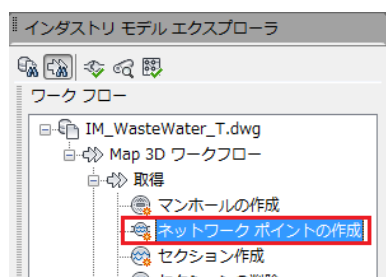 インダストリ モデル エクスプローラ
ワーク フロー
IM_WasteWater_T.dwg
Map 3D ワークフロー
取得
マンホールの作成
ネットワーク ポイントの作成
セクション作成